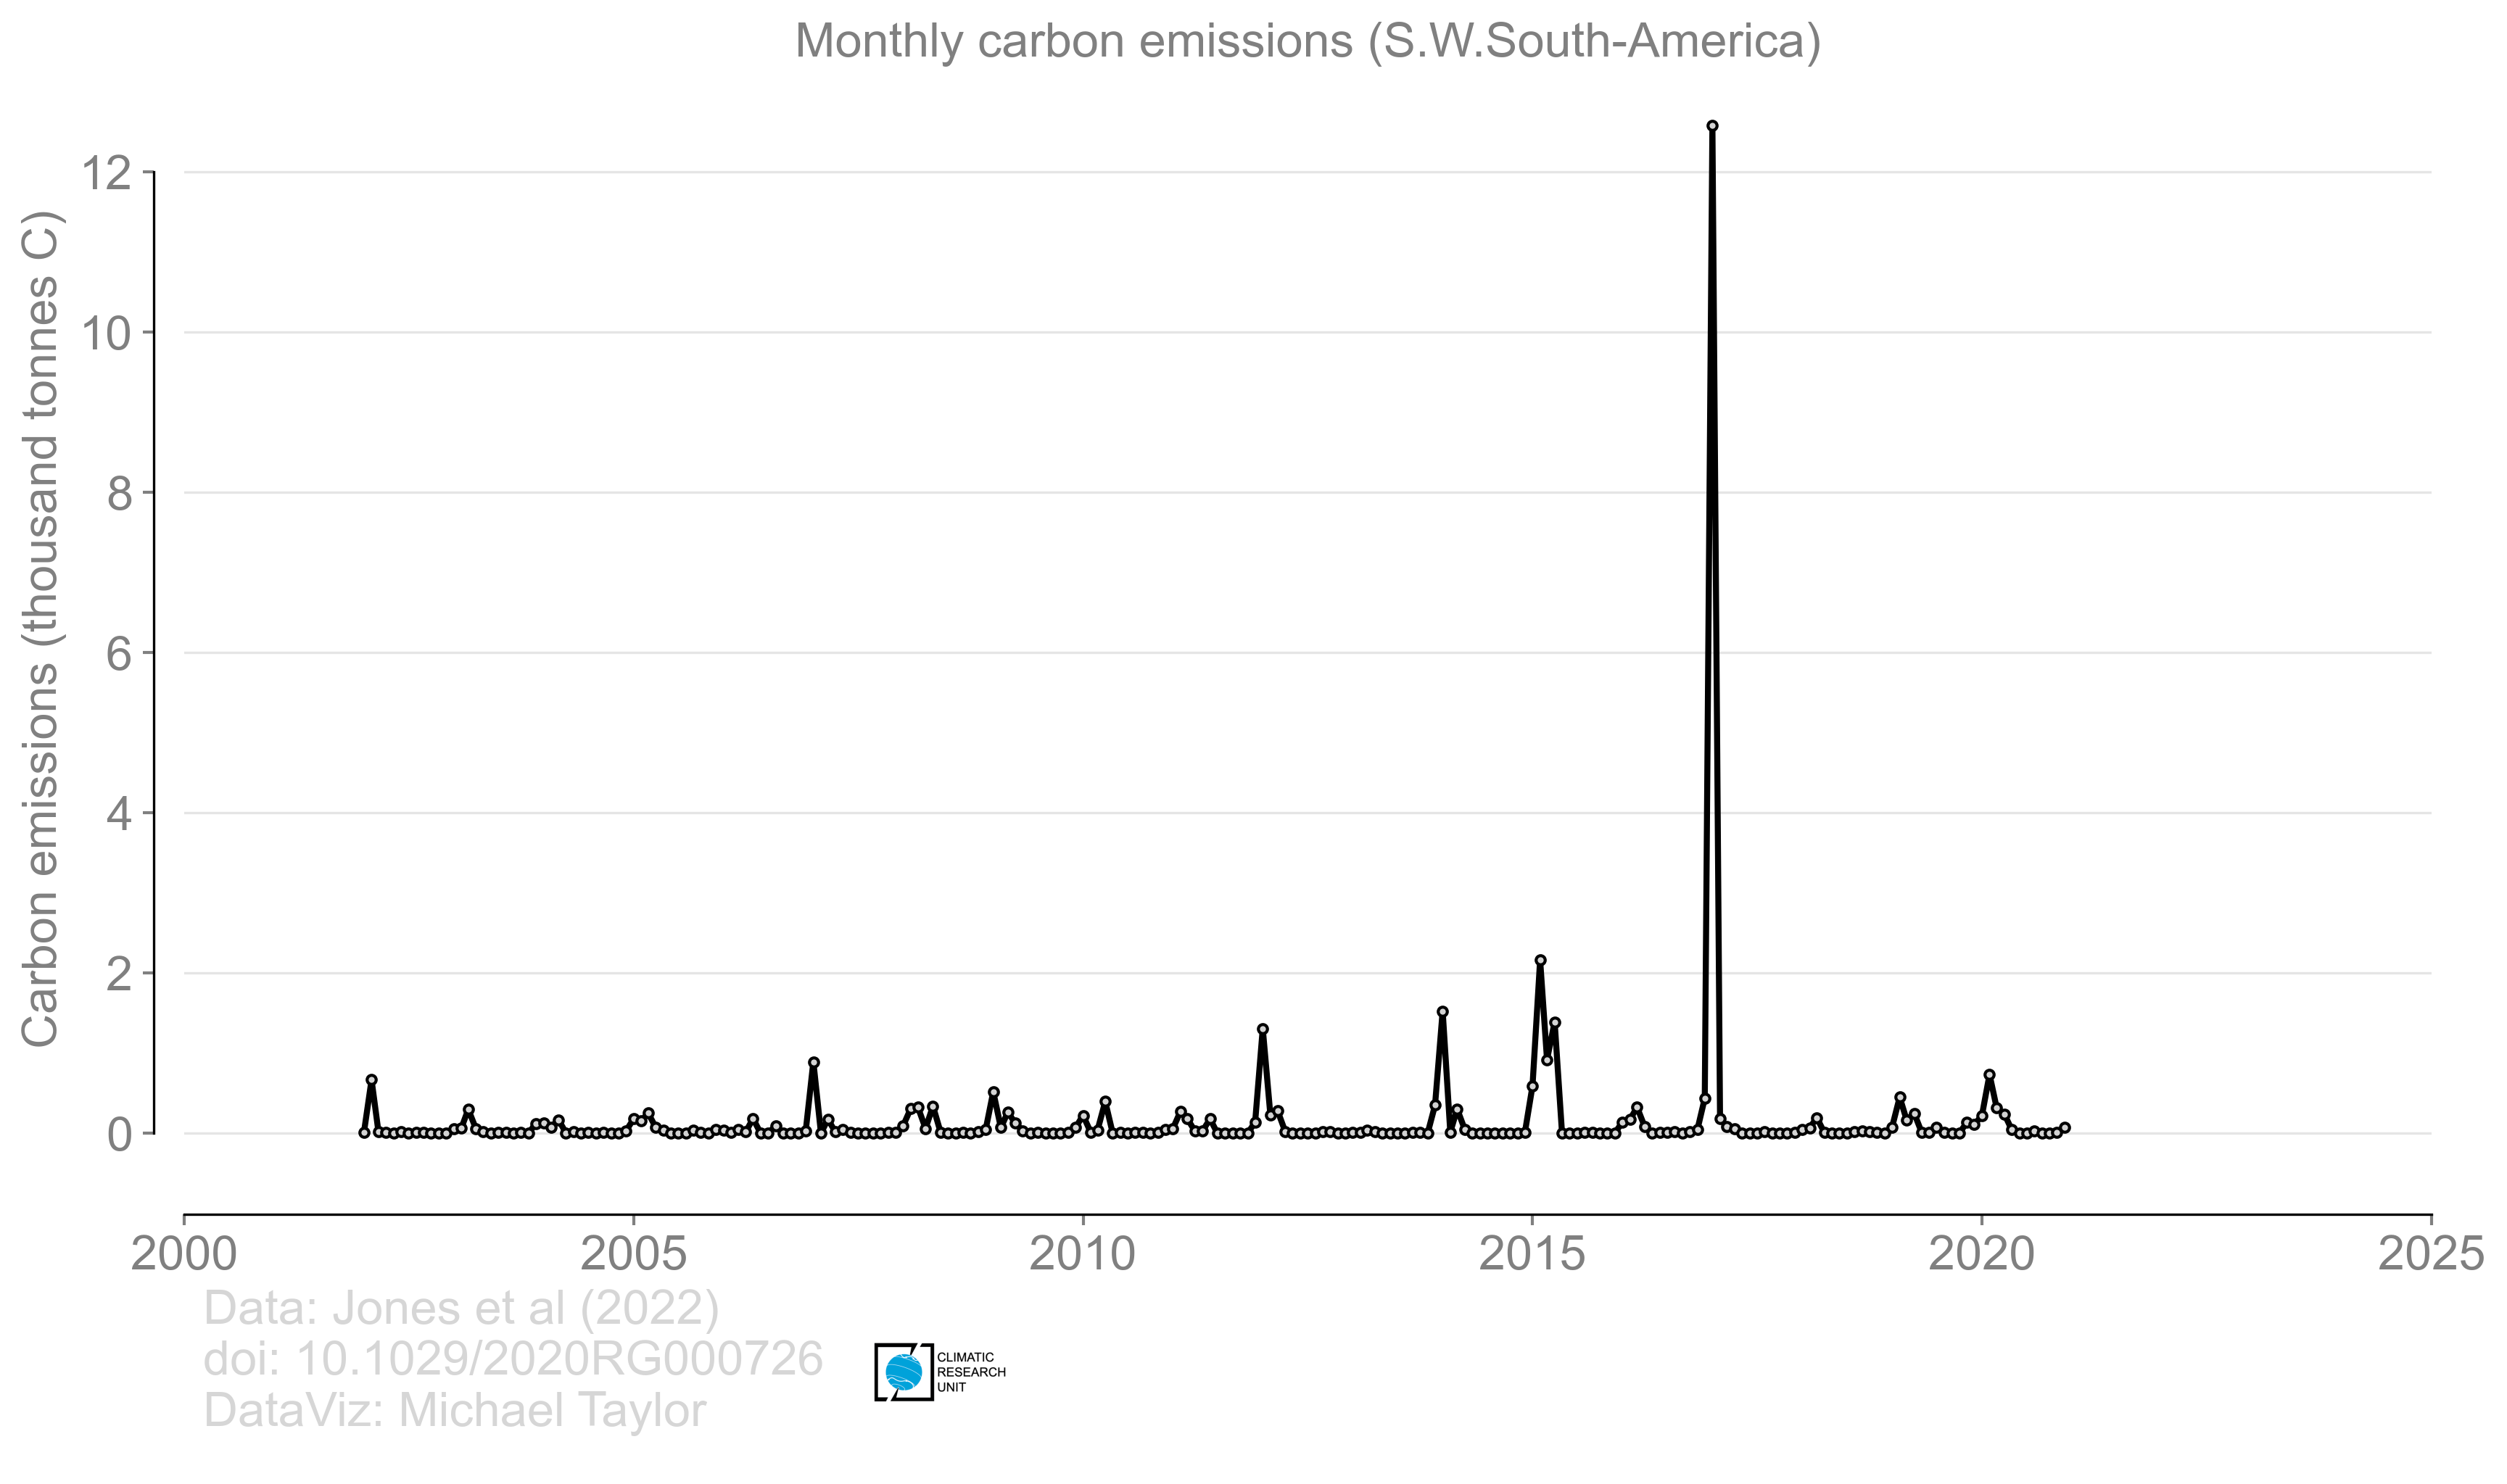 Monthly carbon emissions (S.W.South-America)
Carbon emissions (thousand tonnes C)
12
10
8
6
4
2
0
2000 2005 2010 2015 2020 2025
Data: Jones et al (2022)
doi: 10.1029/2020RG000726
DataViz: Michael Taylor
CLIMATIC
RESEARCH
UNIT